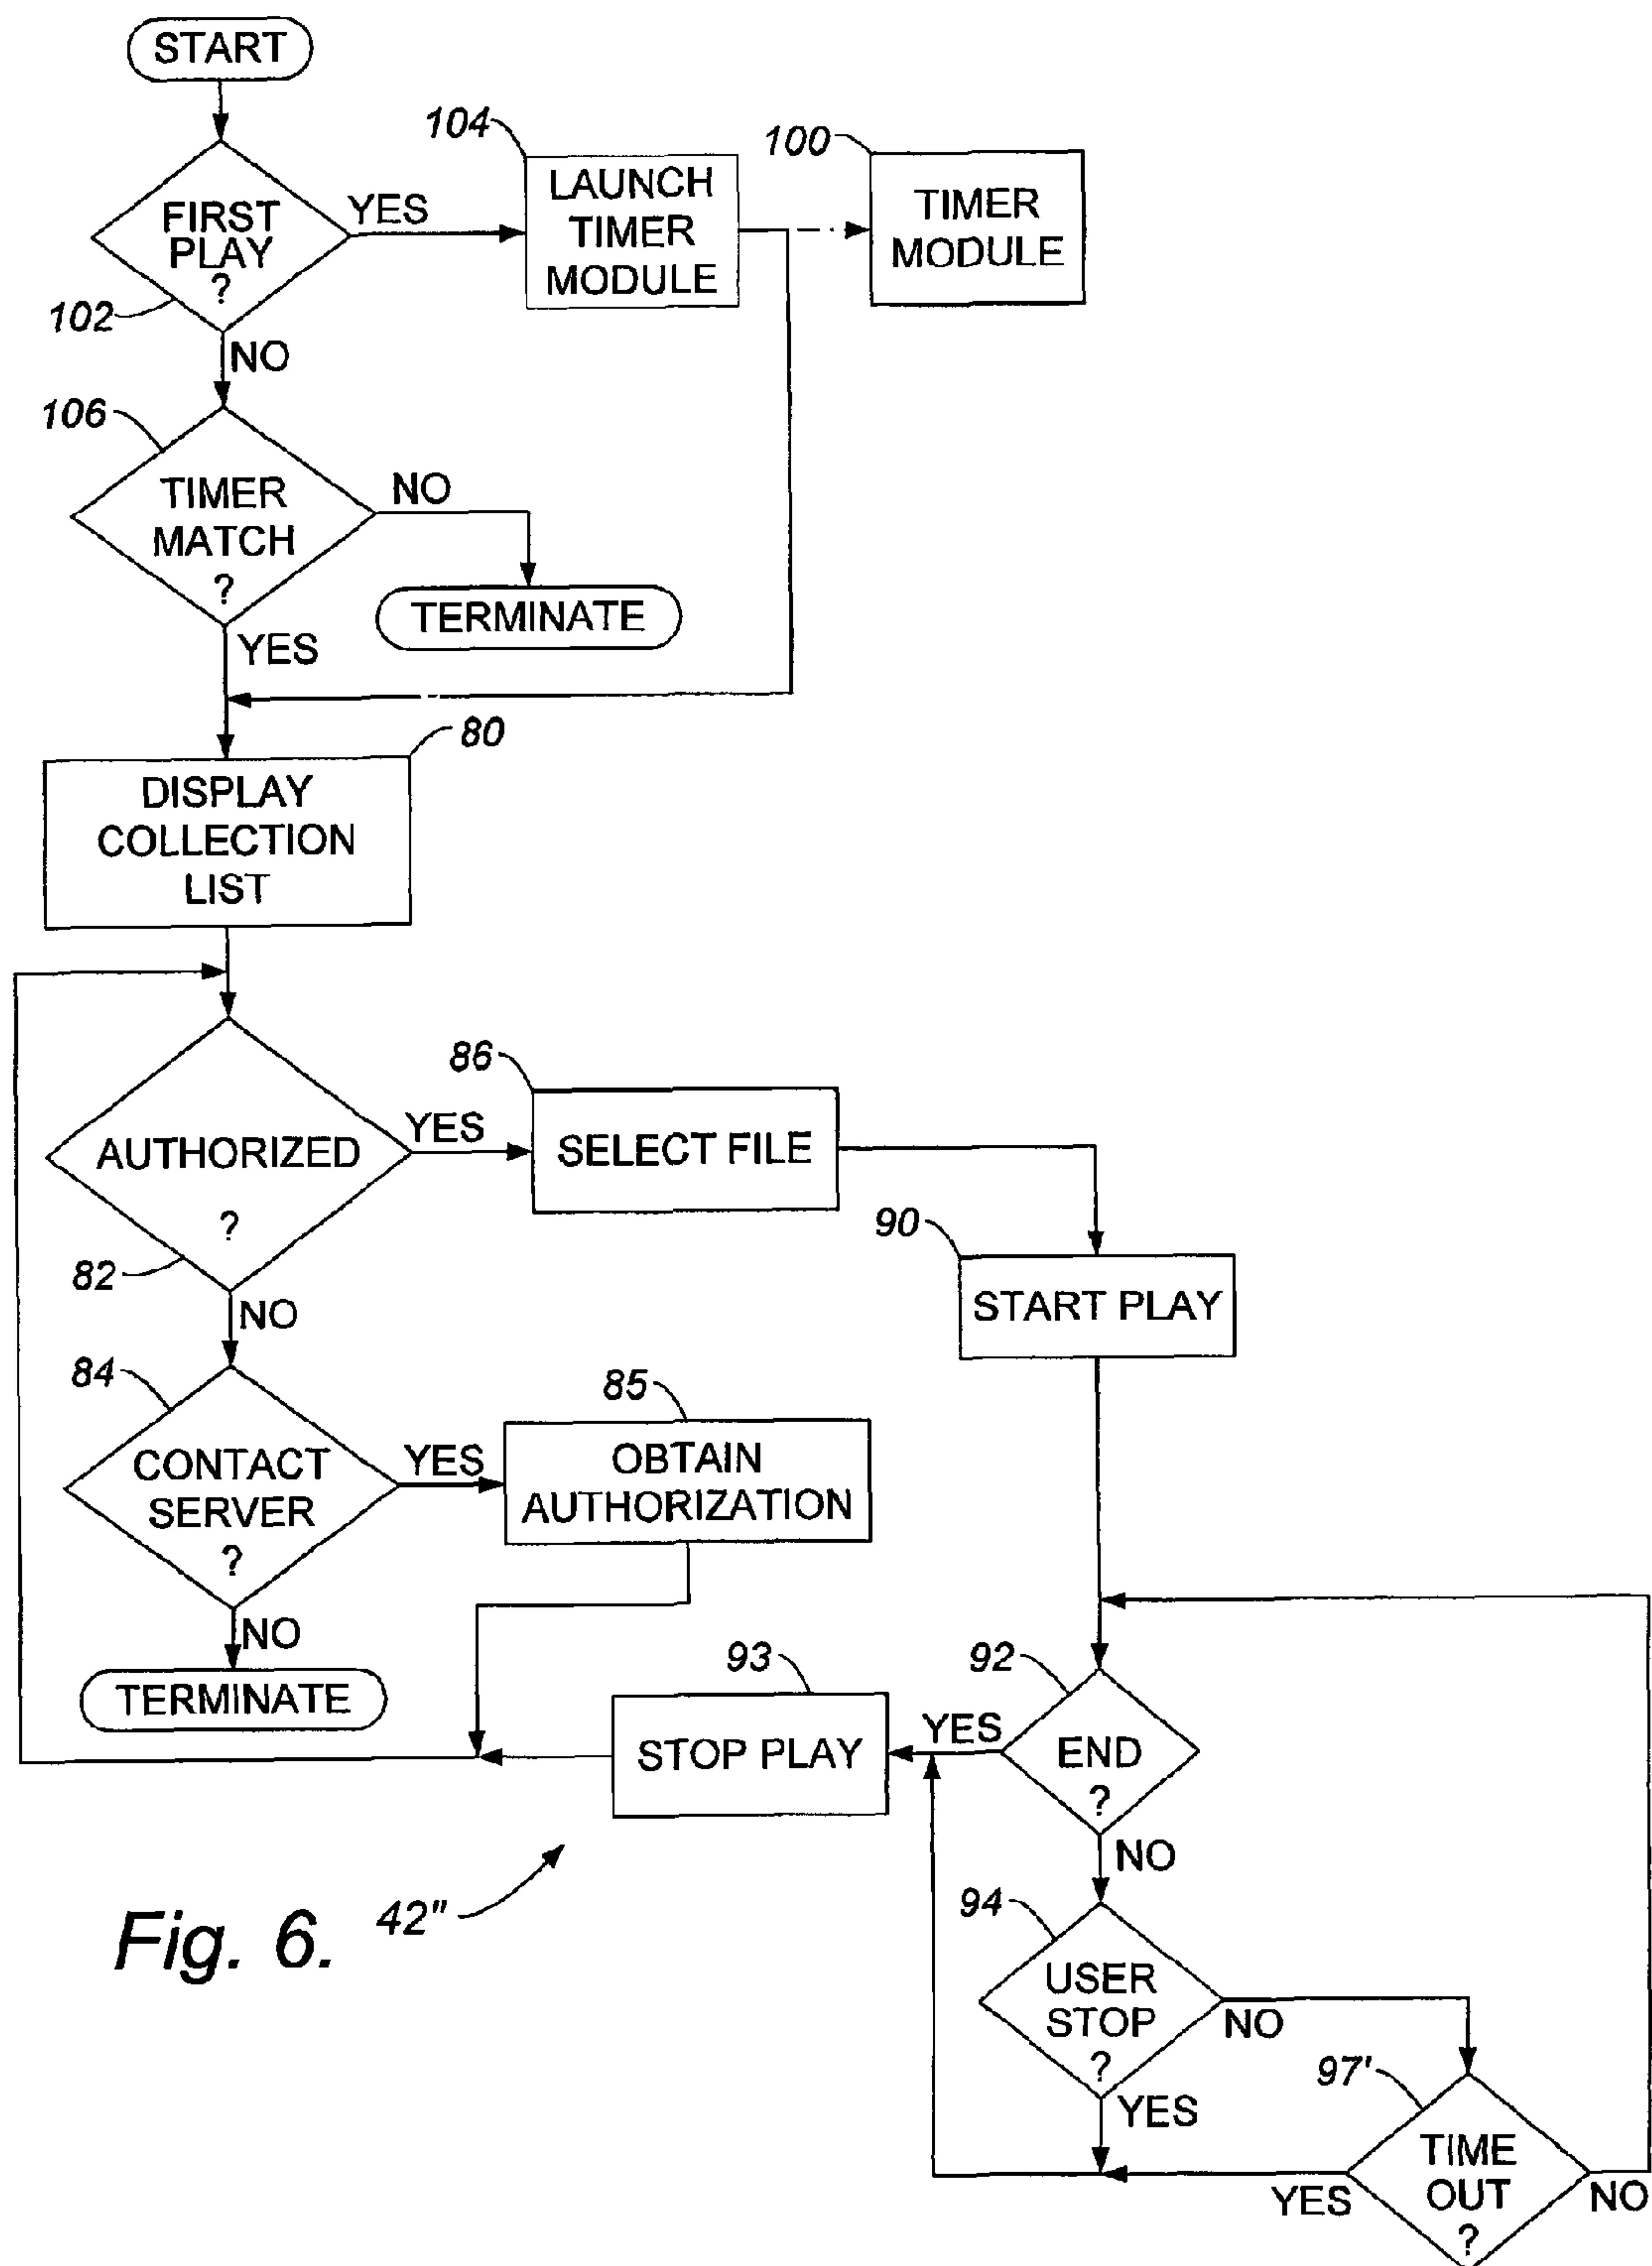 START
104
100
FIRST
PLAY
?
YES
LAUNCH
TIMER
MODULE
TIMER
MODULE
102
NO
106
TIMER
MATCH
?
NO
TERMINATE
YES
80
DISPLAY
COLLECTION
LIST
86
AUTHORIZED
?
YES
SELECT FILE
82
90
START PLAY
NO
84
85
CONTACT
SERVER
?
YES
OBTAIN
AUTHORIZATION
NO
TERMINATE
93
92
STOP PLAY
YES
END
?
NO
Fig. 6.
42"
94
USER
STOP
?
NO
YES
97'
TIME
OUT
?
YES
NO